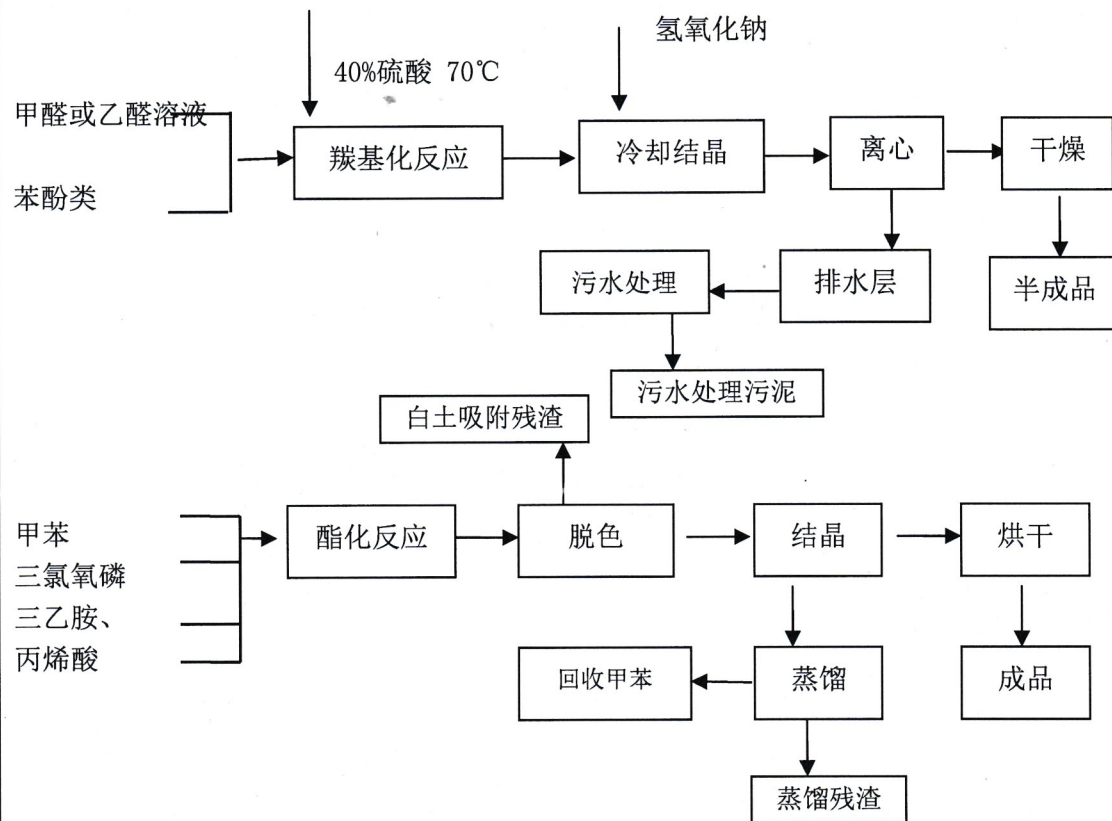 氢氧化钠
40%硫酸 70℃
甲醛或乙醛溶液
苯酚类
羰基化反应
冷却结晶
离心
干燥
污水处理
排水层
半成品
污水处理污泥
白土吸附残渣
甲苯
三氯氧磷
三乙胺、
丙烯酸
酯化反应
脱色
结晶
烘干
回收甲苯
蒸馏
成品
蒸馏残渣